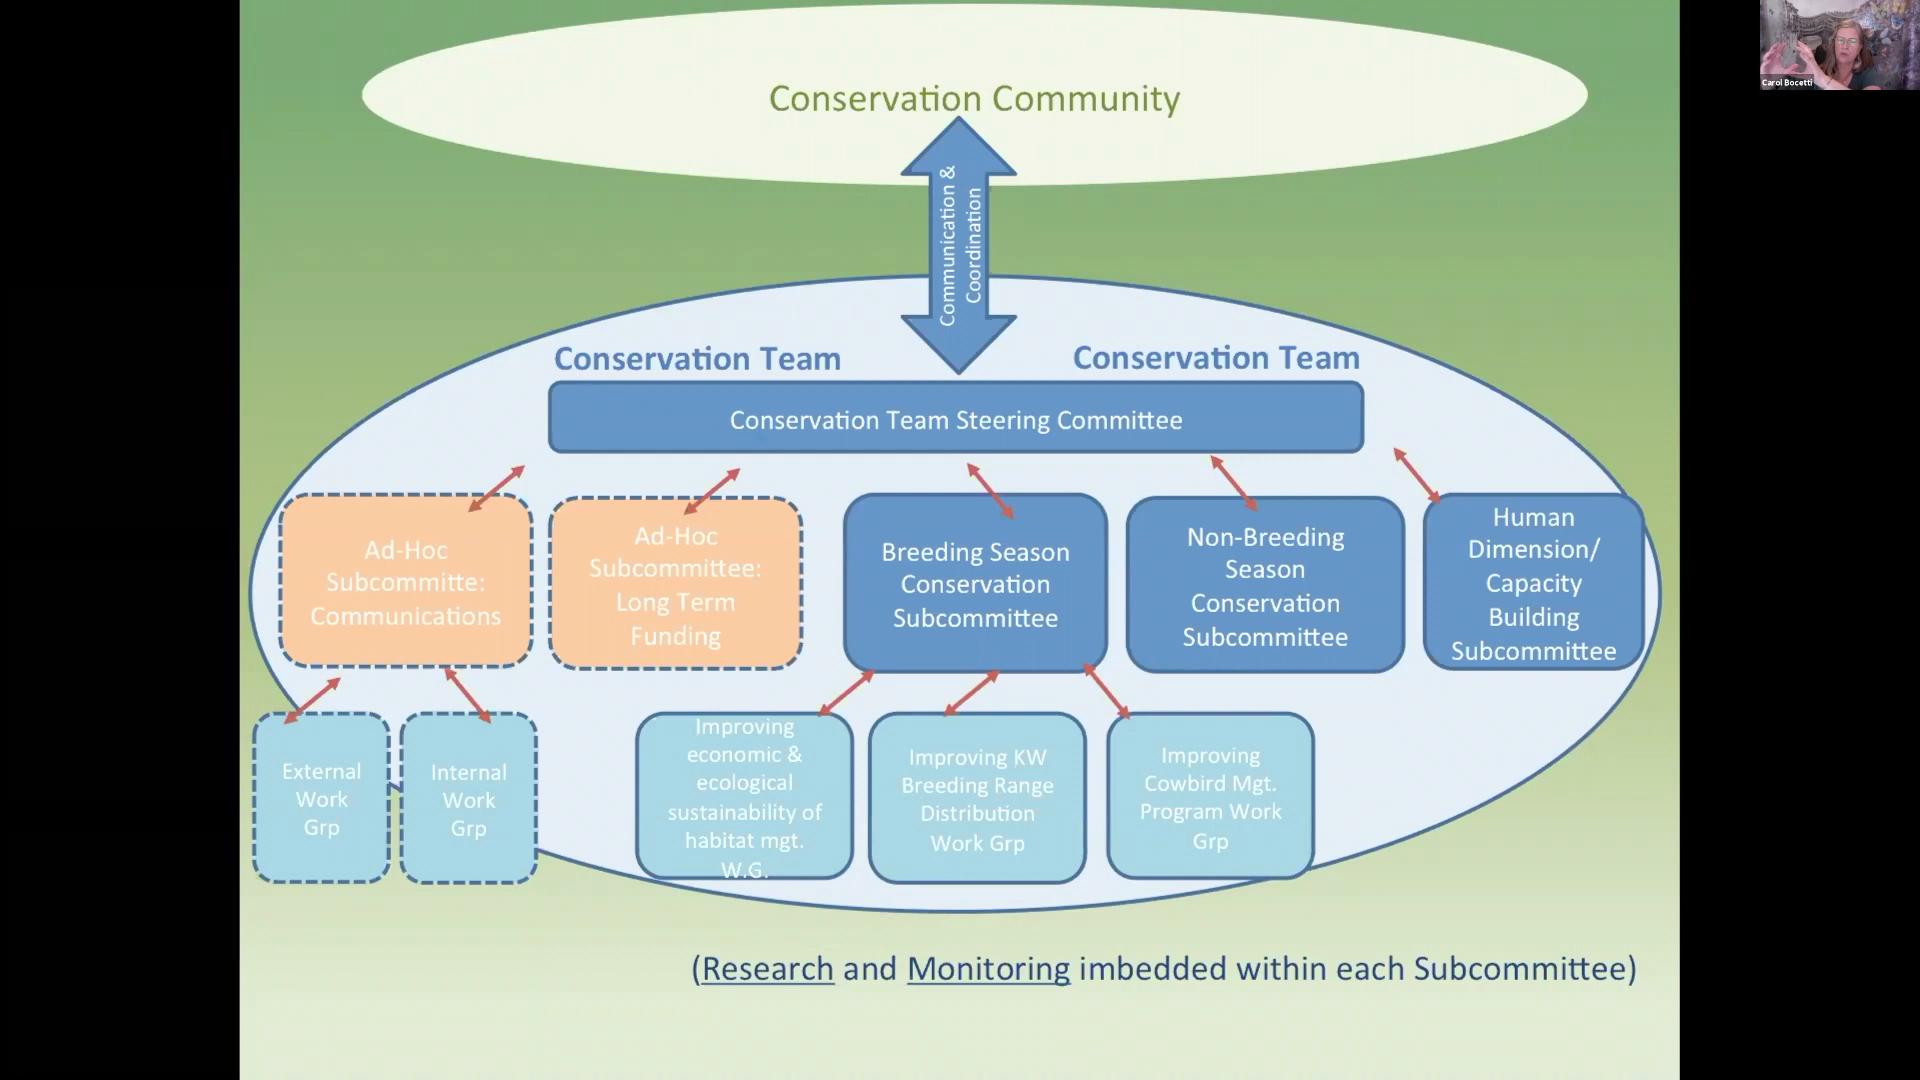 Carol Bocetti
Conservation Community
Communication &
Coordination
Conservation Team
Conservation Team
Conservation Team Steering Committee
Ad-Hoc
Subcommitte:
Communications
Ad-Hoc
Subcommittee:
Long Term
Funding
Breeding Season
Conservation
Subcommittee
Non-Breeding
Season
Conservation
Subcommittee
Human
Dimension/
Capacity
Building
Subcommittee
External
Work
Grp
Internal
Work
Grp
Improving
economic &
ecological
sustainability of
habitat mgt.
W.G.
Improving KW
Breeding Range
Distribution
Work Grp
Improving
Cowbird Mgt.
Program Work
Grp
(Research and Monitoring imbedded within each Subcommittee)